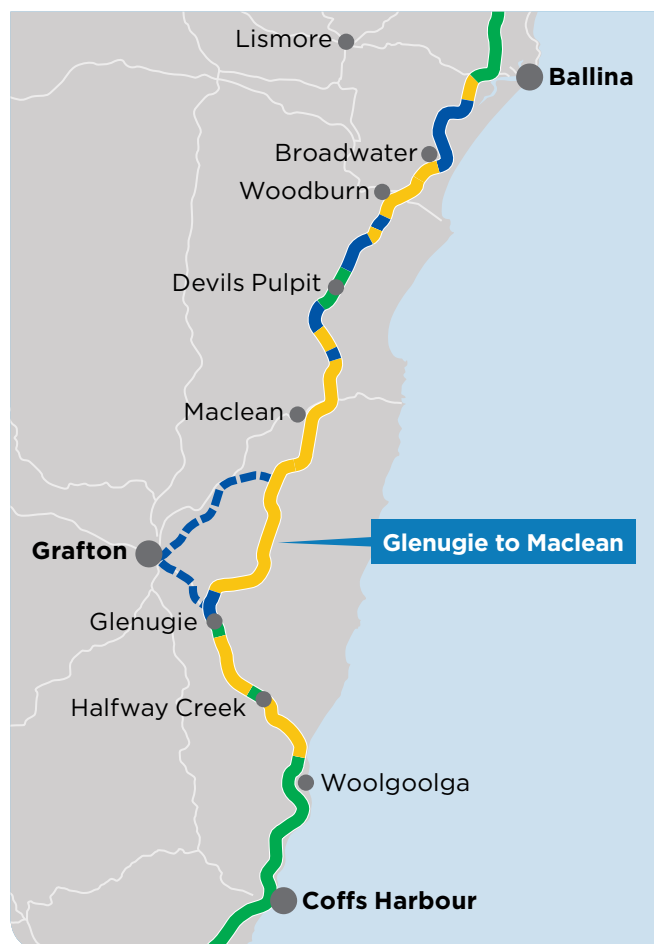 Lismore
Ballina
Broadwater
Woodburn
Devils Pulpit
Maclean
Glenugie to Maclean
Grafton
Glenugie
Halfway Creek
Woolgoolga
Coffs Harbour